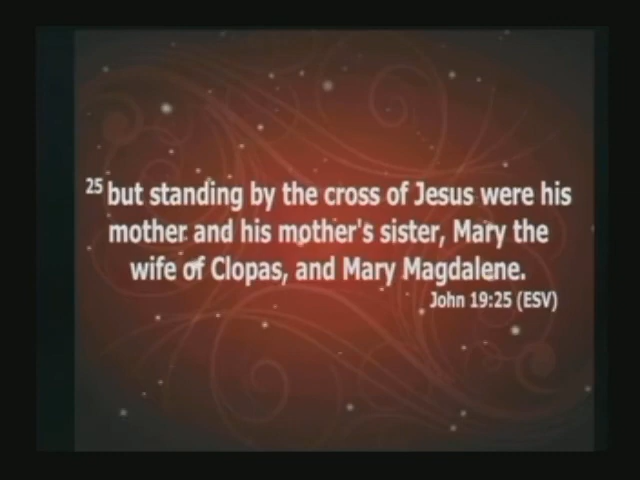 25 but standing by the cross of Jesus were his
mother and his mother's sister, Mary the
wife of Clopas, and Mary Magdalene.
John 19:25 (ESV)